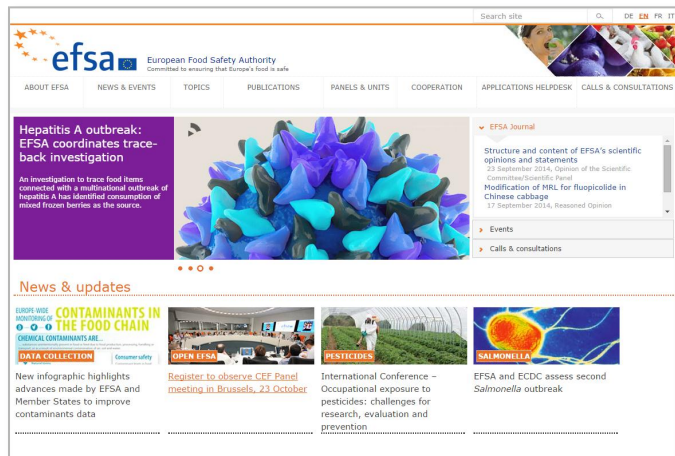 Search site
DE EN FR IT
efsa
European Food Safety Authority
Committed to ensuring that Europe's food is safe
ABOUT EFSA NEWS & EVENTS TOPICS PUBLICATIONS PANELS & UNITS COOPERATION APPLICATIONS HELPDESK CALLS & CONSULTATIONS
Hepatitis A outbreak:
EFSA coordinates trace-
back investigation
An investigation to trace food items
connected with a multinational outbreak of
hepatitis A has identified consumption of
mixed frozen berries as the source.
EFSA Journal
Structure and content of EFSA's scientific
opinions and statements
23 September 2014, Opinion of the Scientific
Committee/Scientific Panel
Modification of MRL for fluopicolide in
Chinese cabbage
17 September 2014, Reasoned Opinion
Events
Calls & consultations
News & updates
EUROPE-WIDE
MONITORING OF
CONTAMINANTS IN
THE FOOD CHAIN
CHEMICAL CONTAMINANTS ARE...
DATA COLLECTION
Consumer safety
New infographic highlights
advances made by EFSA and
Member States to improve
contaminants data
OPEN EFSA
Register to observe CEF Panel
meeting in Brussels, 23 October
PESTICIDES
International Conference –
Occupational exposure to
pesticides: challenges for
research, evaluation and
prevention
SALMONELLA
EFSA and ECDC assess second
Salmonella outbreak